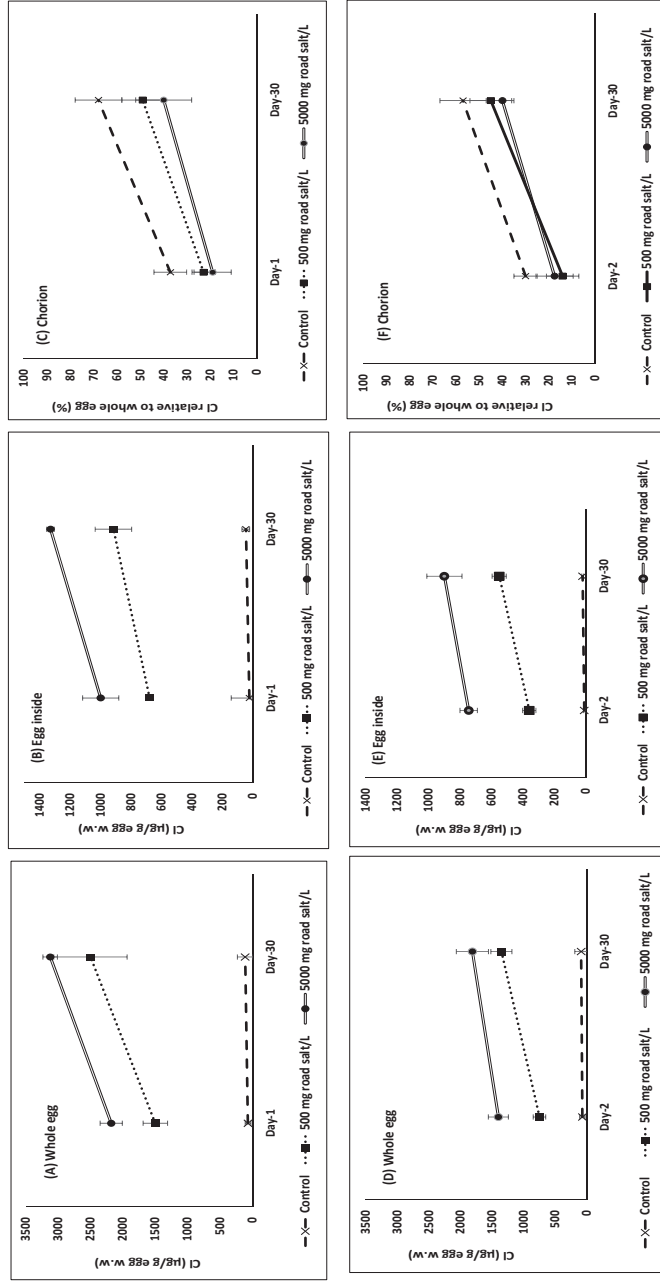 (A) Whole egg
Cl (µg/g egg w.w)
3500
3000
2500
2000
1500
1000
500
0
Day-1
Day-30
Control
500 mg road salt/L
5000 mg road salt/L
(B) Egg inside
Cl (µg/g egg w.w)
1400
1200
1000
800
600
400
200
0
Day-1
Day-30
Control
500 mg road salt/L
5000 mg road salt/L
(C) Chorion
Cl relative to whole egg (%)
100
90
80
70
60
50
40
30
20
10
0
Day-1
Day-30
Control
500 mg road salt/L
5000 mg road salt/L
(D) Whole egg
Cl (µg/g egg w.w)
3500
3000
2500
2000
1500
1000
500
0
Day-2
Day-30
Control
500 mg road salt/L
5000 mg road salt/L
(E) Egg inside
Cl (µg/g egg w.w)
1400
1200
1000
800
600
400
200
0
Day-2
Day-30
Control
500 mg road salt/L
5000 mg road salt/L
(F) Chorion
Cl relative to whole egg (%)
100
90
80
70
60
50
40
30
20
10
0
Day-2
Day-30
Control
500 mg road salt/L
5000 mg road salt/L